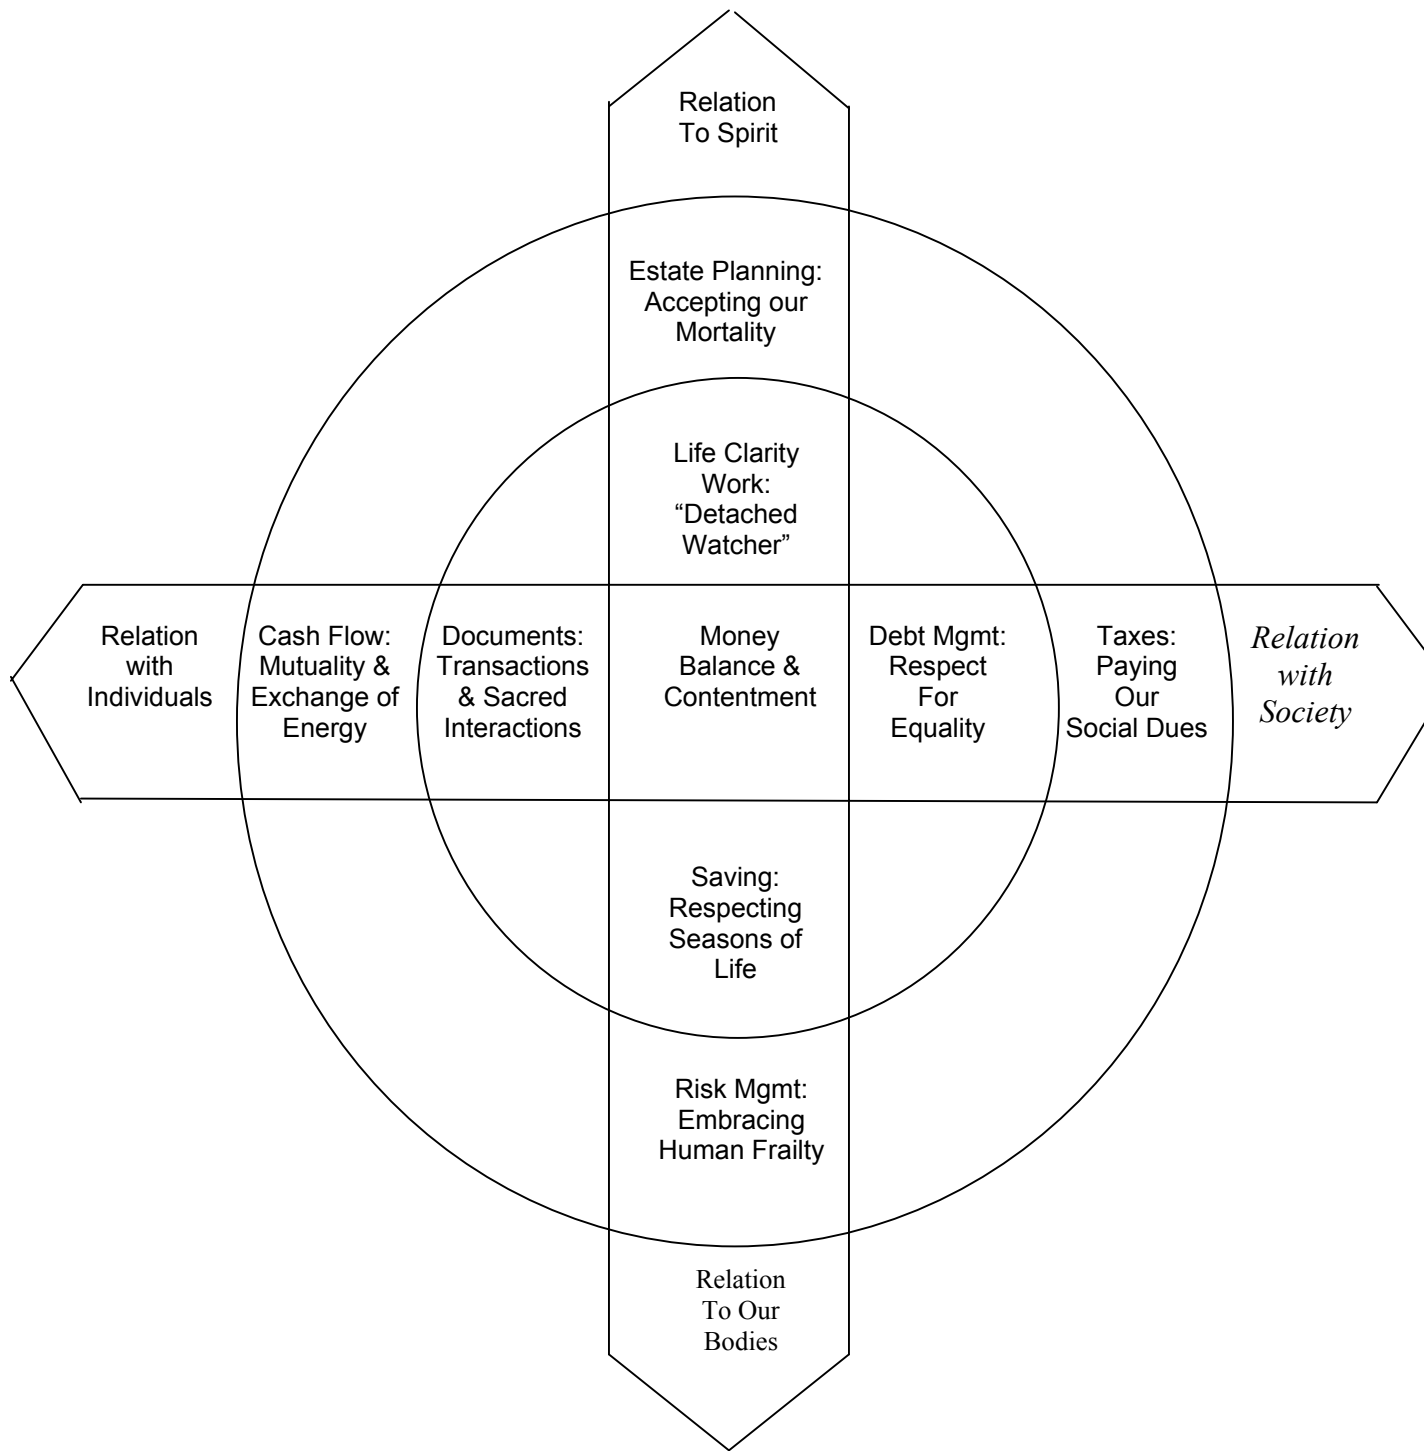 Relation
To Spirit
Estate Planning:
Accepting our
Mortality
Life Clarity
Work:
“Detached
Watcher”
Relation
with
Individuals
Cash Flow:
Mutuality &
Exchange of
Energy
Documents:
Transactions
& Sacred
Interactions
Money
Balance &
Contentment
Debt Mgmt:
Respect
For
Equality
Taxes:
Paying
Our
Social Dues
Relation
with
Society
Saving:
Respecting
Seasons of
Life
Risk Mgmt:
Embracing
Human Frailty
Relation
To Our
Bodies